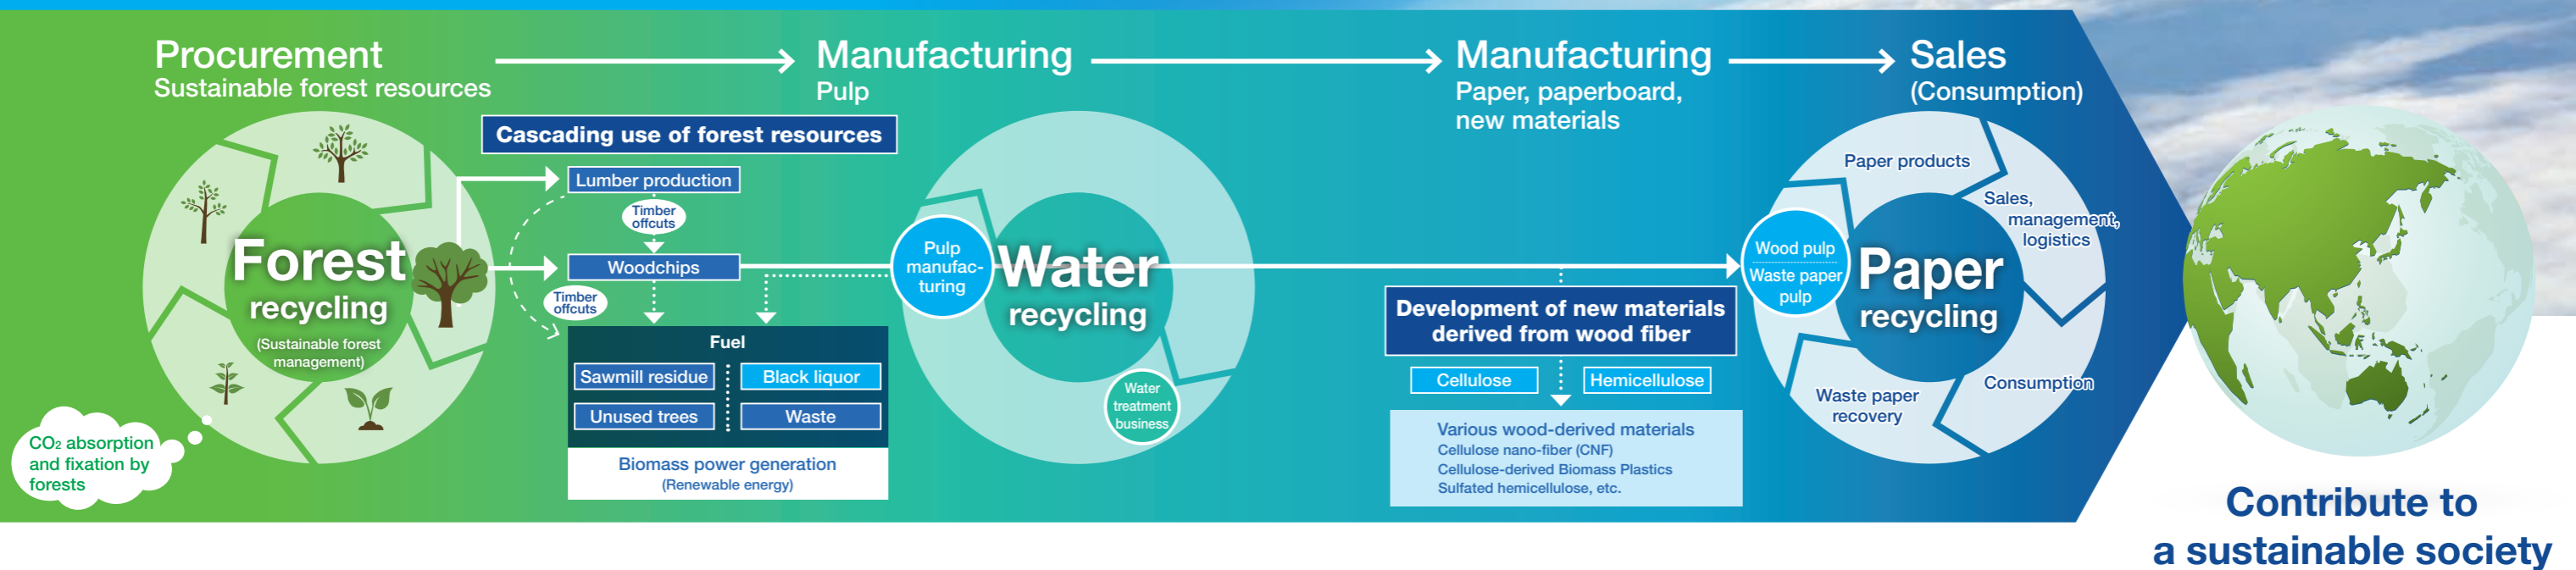 Procurement
Sustainable forest resources
Manufacturing
Pulp
Manufacturing
Paper, paperboard,
new materials
Sales
(Consumption)
Forest
recycling
(Sustainable forest
management)
CO₂ absorption
and fixation by
forests
Cascading use of forest resources
Lumber production
Timber
offcuts
Woodchips
Timber
offcuts
Fuel
Sawmill residue
Black liquor
Unused trees
Waste
Biomass power generation
(Renewable energy)
Pulp
manufac-
turing
Water
recycling
Water
treatment
business
Development of new materials
derived from wood fiber
Cellulose
Hemicellulose
Various wood-derived materials
Cellulose nano-fiber (CNF)
Cellulose-derived Biomass Plastics
Sulfated hemicellulose, etc.
Wood pulp
Waste paper
pulp
Paper
recycling
Paper products
Sales,
management,
logistics
Consumption
Waste paper
recovery
Contribute to
a sustainable society